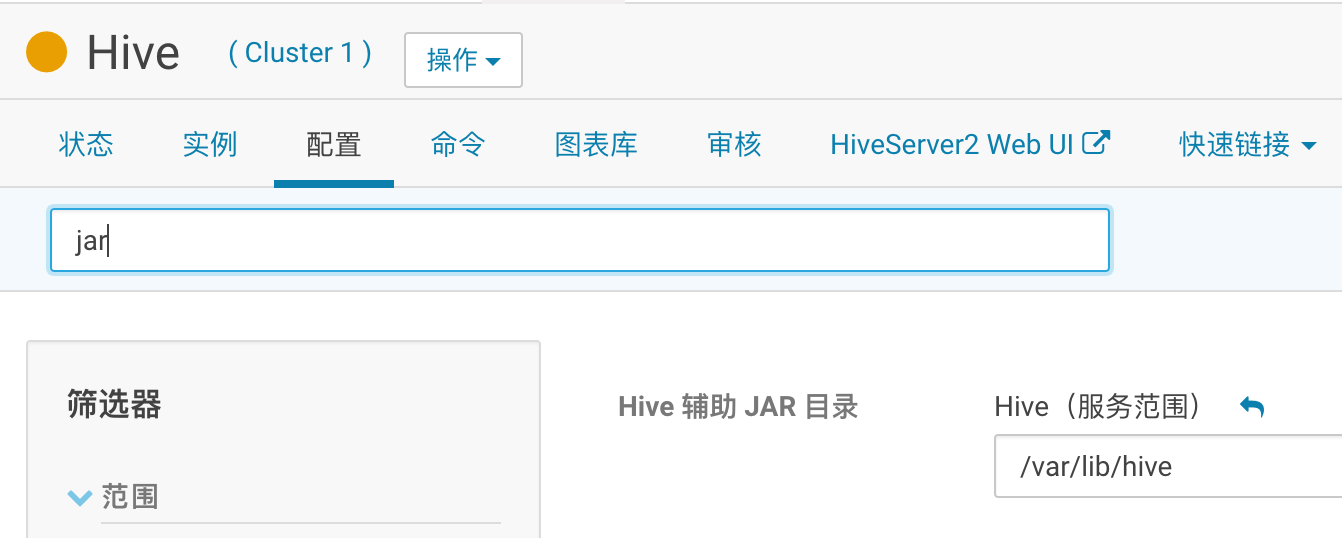 Hive ( Cluster 1 ) 操作
状态 实例 配置 命令 图表库 审核 HiveServer2 Web UI 快速链接
jar
筛选器
Hive 辅助 JAR 目录 Hive（服务范围）
/var/lib/hive
范围